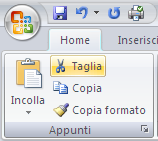 Home Inserisci
Incolla
Taglia
Copia
Copia formato
Appunti